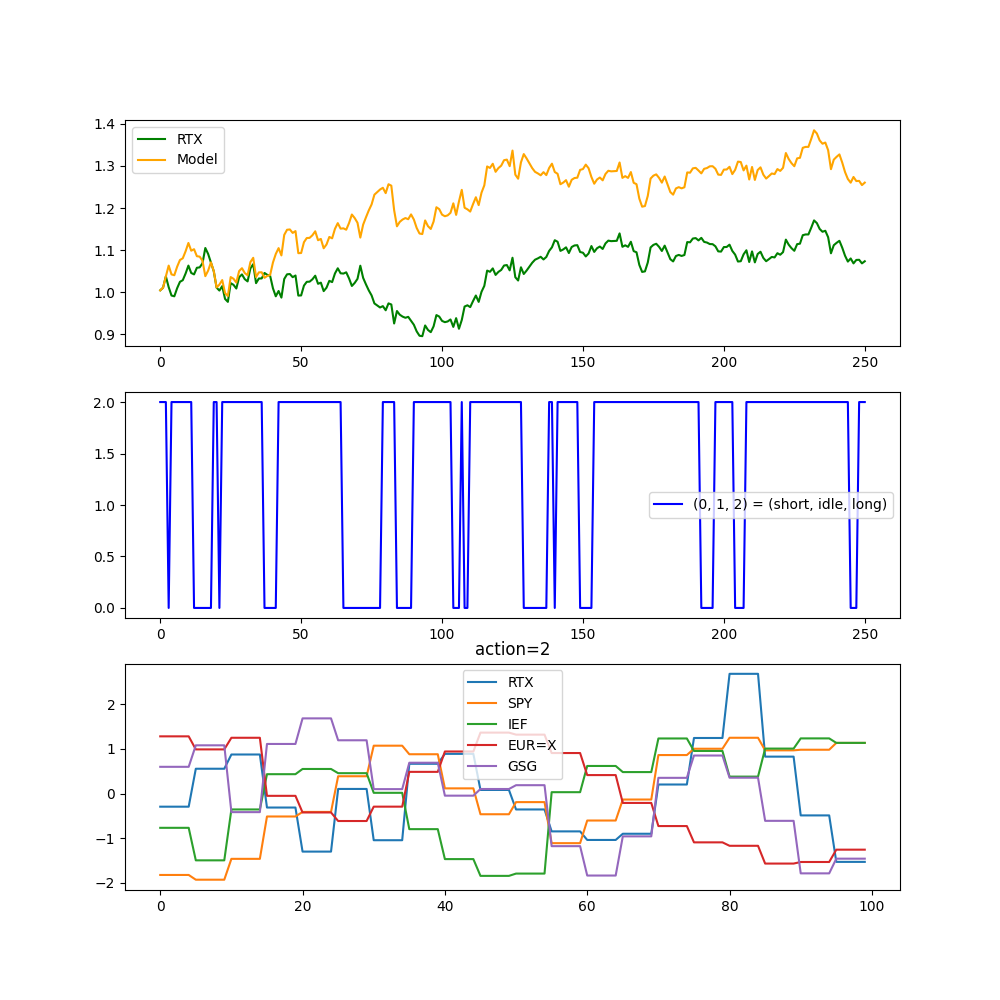 1.4
1.3
1.2
1.1
1.0
0.9
RTX
Model
0 50 100 150 200 250
2.0
1.5
1.0
0.5
0.0
(0, 1, 2) = (short, idle, long)
0 50 100 150 200 250
action=2
2
1
0
−1
−2
RTX
SPY
IEF
EUR=X
GSG
0 20 40 60 80 100